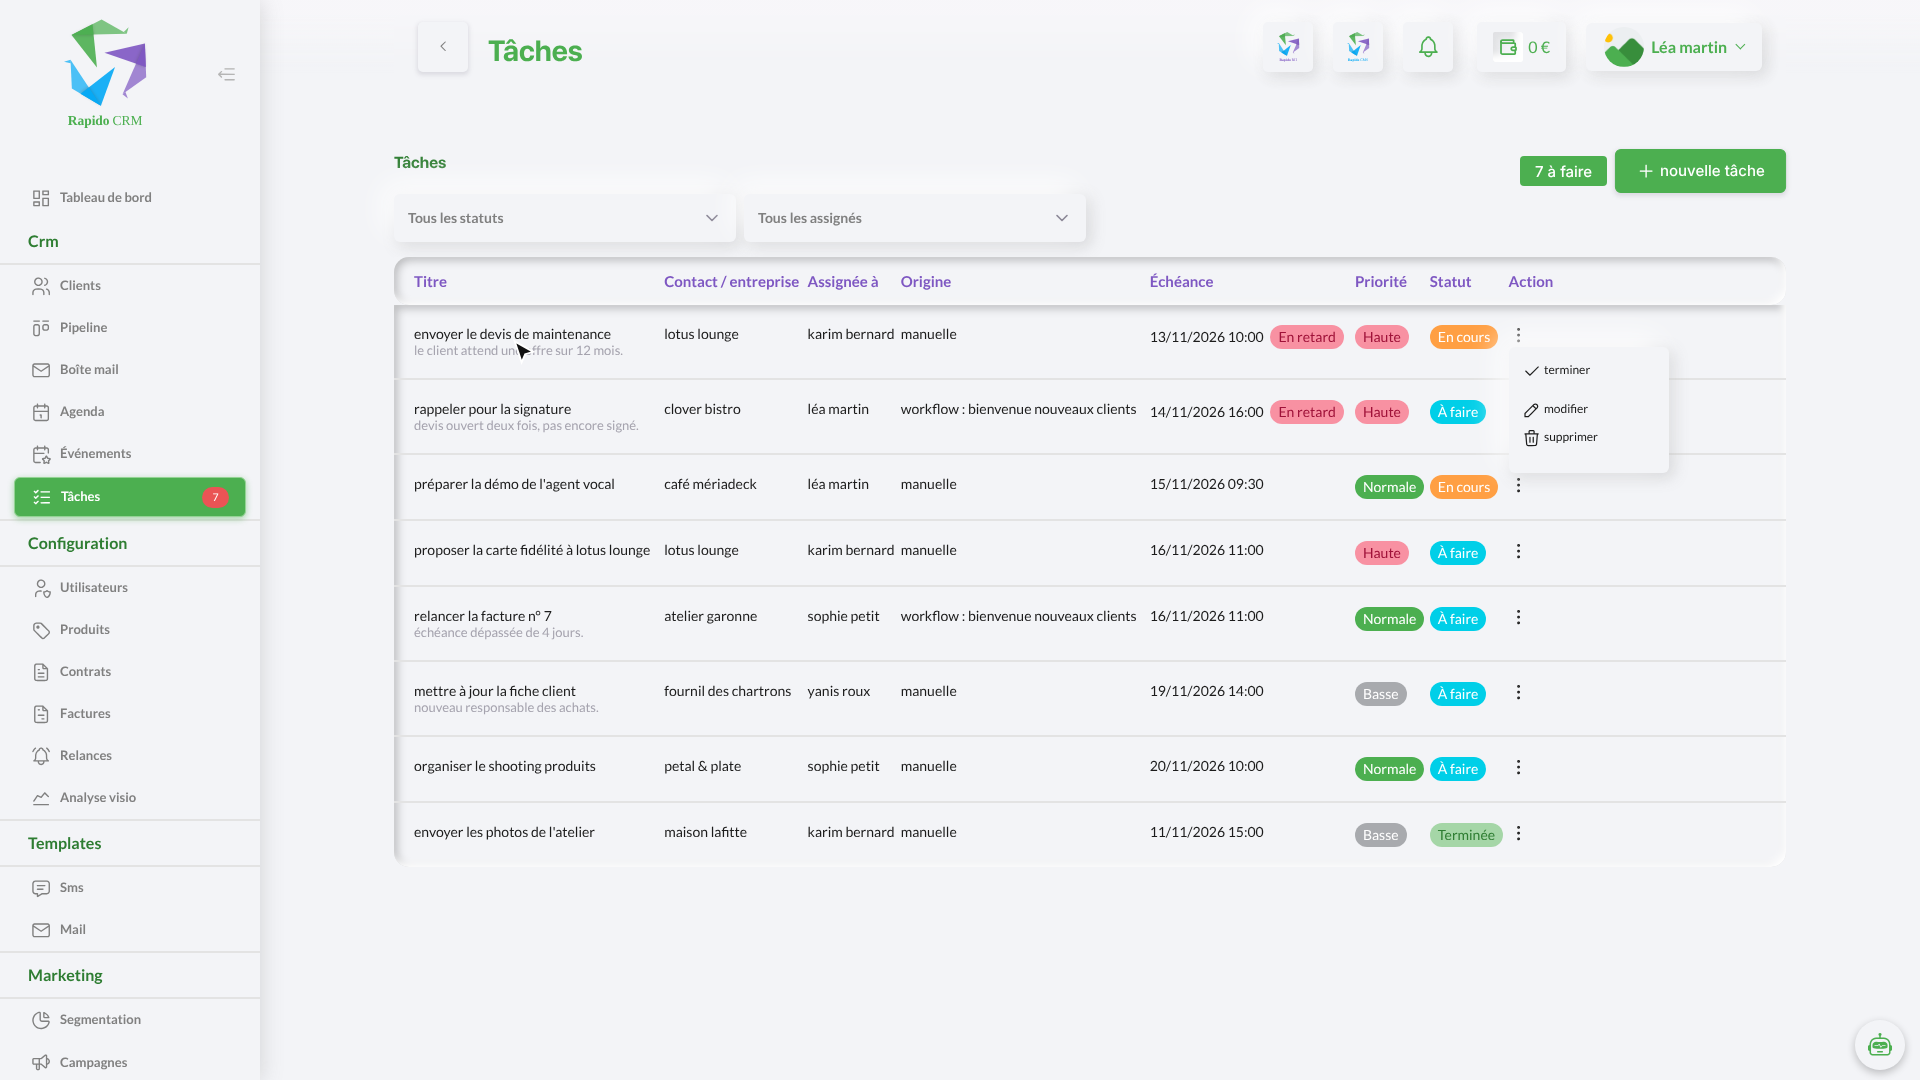 Rapido CRM
Tâches
0 €
Léa martin
Tableau de bord
Crm
Clients
Pipeline
Boîte mail
Agenda
Événements
Tâches 7
Configuration
Utilisateurs
Produits
Contrats
Factures
Relances
Analyse visio
Templates
Sms
Mail
Marketing
Segmentation
Campagnes
Tâches
7 à faire
nouvelle tâche
Tous les statuts
Tous les assignés
Titre Contact / entreprise Assignée à Origine Échéance Priorité Statut Action
envoyer le devis de maintenance lotus lounge karim bernard manuelle 13/11/2026 10:00 En retard Haute En cours
le client attend une offre sur 12 mois.
rappeler pour la signature clover bistro léa martin workflow : bienvenue nouveaux clients 14/11/2026 16:00 En retard Haute À faire
devis ouvert deux fois, pas encore signé.
préparer la démo de l'agent vocal café mériadeck léa martin manuelle 15/11/2026 09:30 Normale En cours
proposer la carte fidélité à lotus lounge lotus lounge karim bernard manuelle 16/11/2026 11:00 Haute À faire
relancer la facture n° 7 atelier garonne sophie petit workflow : bienvenue nouveaux clients 16/11/2026 11:00 Normale À faire
échéance dépassée de 4 jours.
mettre à jour la fiche client fournil des chartrons yanis roux manuelle 19/11/2026 14:00 Basse À faire
nouveau responsable des achats.
organiser le shooting produits petal & plate sophie petit manuelle 20/11/2026 10:00 Normale À faire
envoyer les photos de l'atelier maison lafitte karim bernard manuelle 11/11/2026 15:00 Basse Terminée
terminer
modifier
supprimer